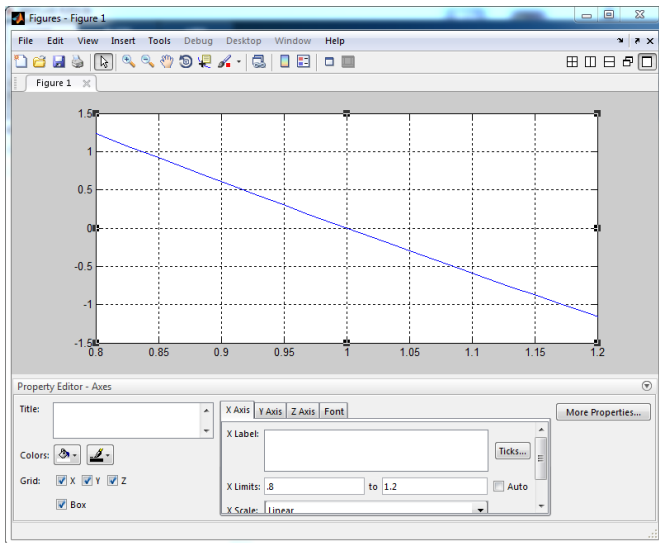 Figures - Figure 1
File Edit View Insert Tools Debug Desktop Window Help
Figure 1
1.5
1
0.5
0
-0.5
-1
-1.5
0.8 0.85 0.9 0.95 1 1.05 1.1 1.15 1.2
Property Editor - Axes
Title:
X Axis Y Axis Z Axis Font
More Properties...
X Label:
Colors:
Ticks...
Grid: X Y Z
X Limits: .8 to 1.2 Auto
Box
X Scale: Linear